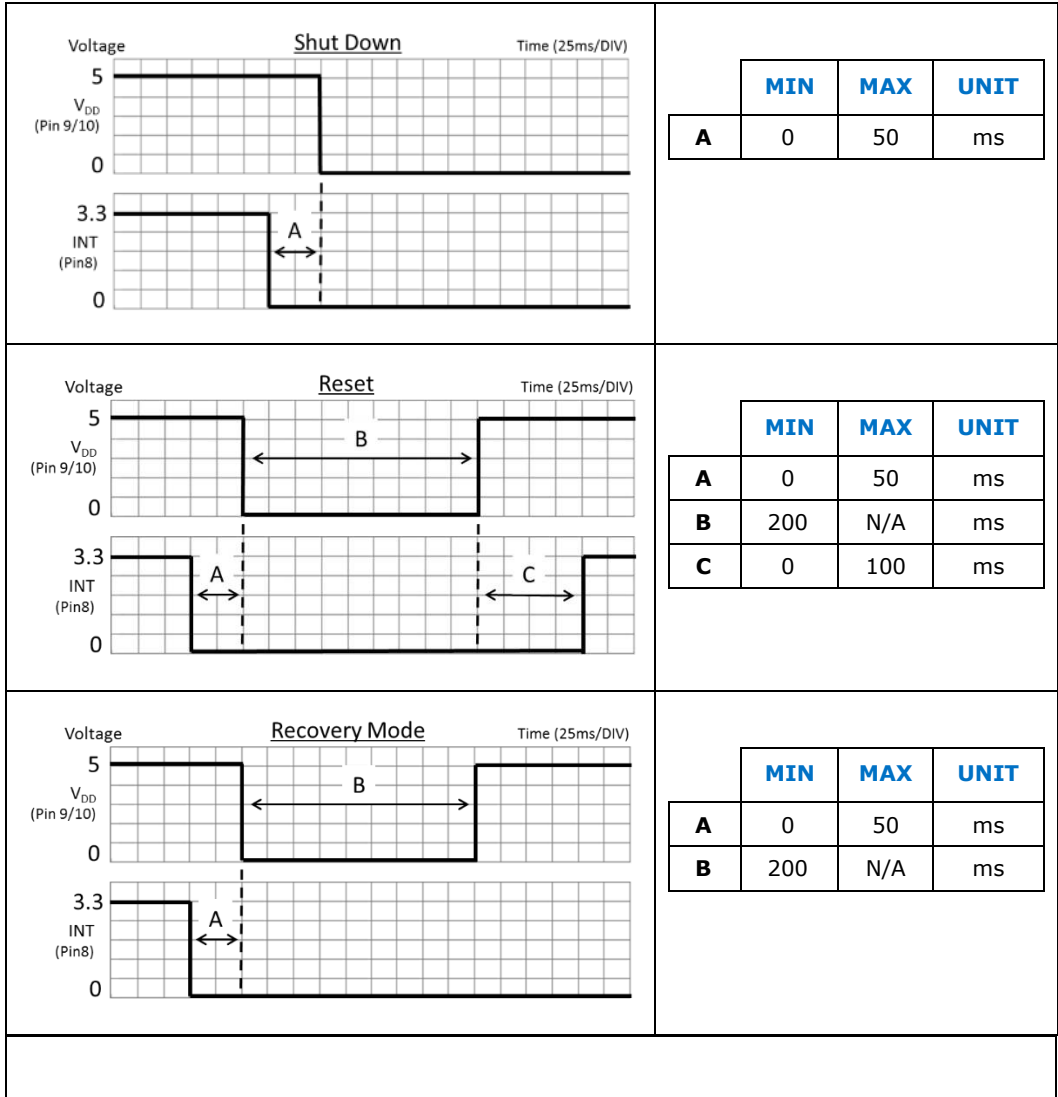 Voltage Shut Down Time (25ms/DIV)
5
VDD
(Pin 9/10)
0
3.3
INT
(Pin8)
0
A
MIN MAX UNIT
A 0 50 ms
Voltage Reset Time (25ms/DIV)
5
VDD
(Pin 9/10)
0
B
3.3
INT
(Pin8)
0
A C
MIN MAX UNIT
A 0 50 ms
B 200 N/A ms
C 0 100 ms
Voltage Recovery Mode Time (25ms/DIV)
5
VDD
(Pin 9/10)
0
B
3.3
INT
(Pin8)
0
A
MIN MAX UNIT
A 0 50 ms
B 200 N/A ms